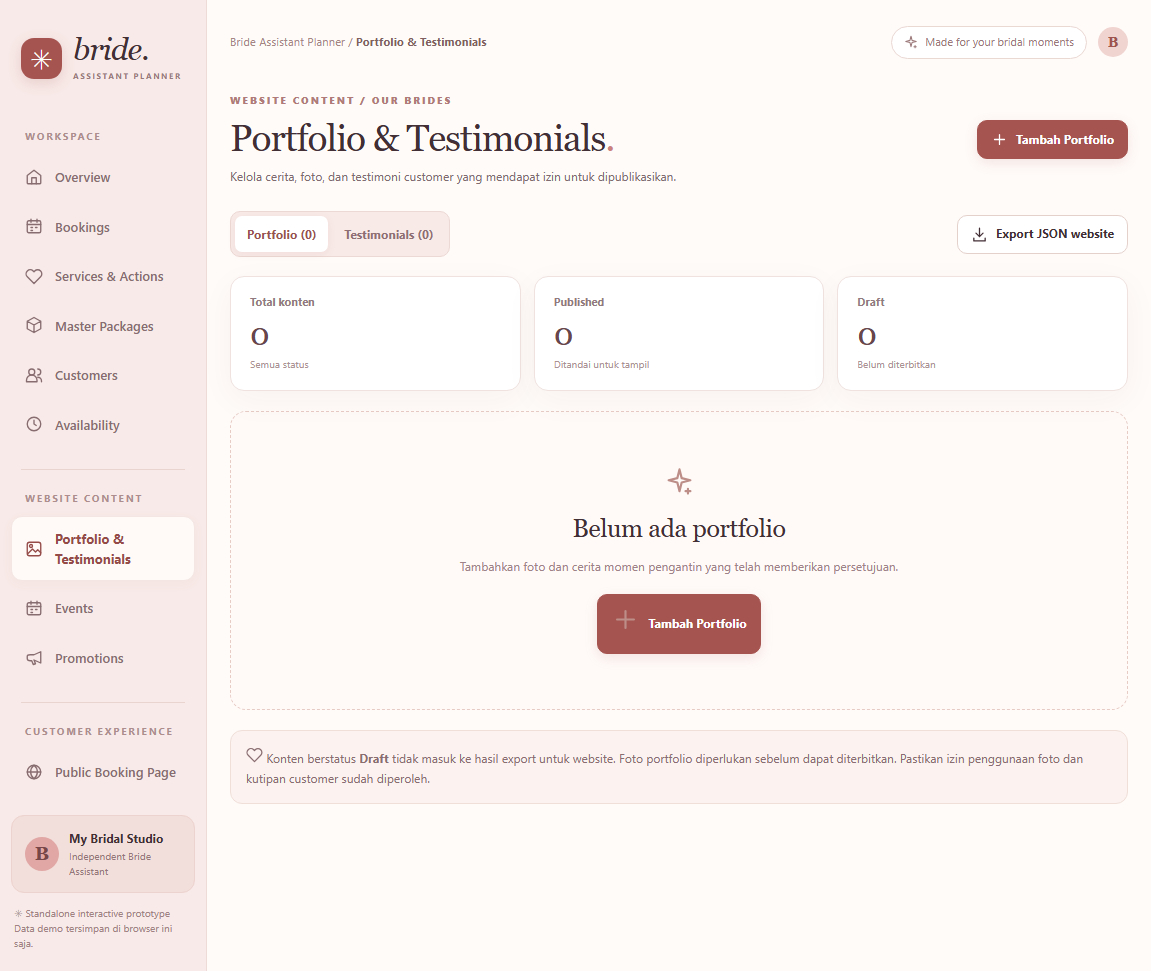 bride.
ASSISTANT PLANNER
WORKSPACE
Overview
Bookings
Services & Actions
Master Packages
Customers
Availability
WEBSITE CONTENT
Portfolio &
Testimonials
Events
Promotions
CUSTOMER EXPERIENCE
Public Booking Page
B
My Bridal Studio
Independent Bride
Assistant
✳ Standalone interactive prototype
Data demo tersimpan di browser ini
saja.
Bride Assistant Planner / Portfolio & Testimonials
Made for your bridal moments
B
WEBSITE CONTENT / OUR BRIDES
Portfolio & Testimonials.
Kelola cerita, foto, dan testimoni customer yang mendapat izin untuk dipublikasikan.
Tambah Portfolio
Portfolio (0)
Testimonials (0)
Export JSON website
Total konten
0
Semua status
Published
0
Ditandai untuk tampil
Draft
0
Belum diterbitkan
Belum ada portfolio
Tambahkan foto dan cerita momen pengantin yang telah memberikan persetujuan.
Tambah Portfolio
Konten berstatus Draft tidak masuk ke hasil export untuk website. Foto portfolio diperlukan sebelum dapat diterbitkan. Pastikan izin penggunaan foto dan
kutipan customer sudah diperoleh.